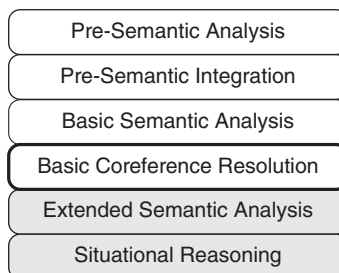 Pre-Semantic Analysis
Pre-Semantic Integration
Basic Semantic Analysis
Basic Coreference Resolution
Extended Semantic Analysis
Situational Reasoning